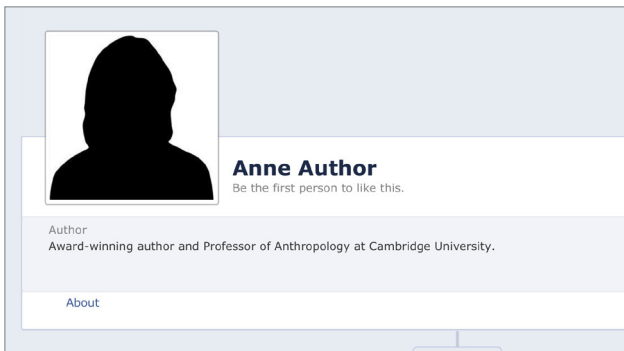 Anne Author
Be the first person to like this.
Author
Award-winning author and Professor of Anthropology at Cambridge University.
About